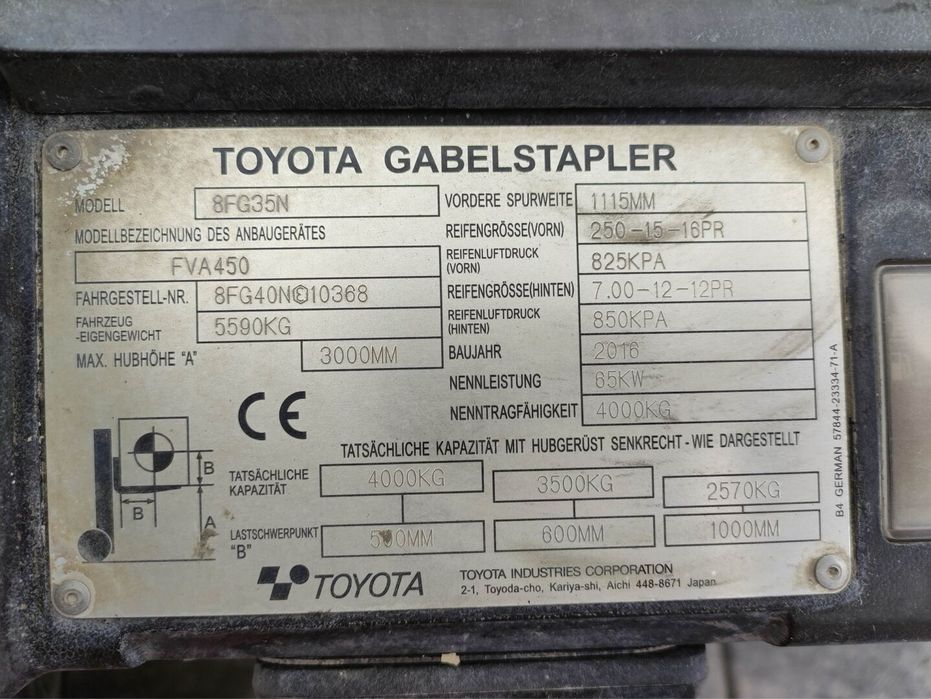 TOYOTA GABELSTAPLER
MODELL 8FG35N
MODELLBEZEICHNUNG DES ANBAUGERÄTES
FVA450
FAHRGESTELL-NR. 8FG40N©10368
FAHRZEUG
-EIGENGEWICHT 5590KG
MAX. HUBHÖHE "A" 3000MM
VORDERE SPURWEITE 1115MM
REIFENGRÖSSE(VORN) 250-15-16PR
REIFENLUFTDRUCK
(VORN) 825KPA
REIFENGRÖSSE(HINTEN) 7.00-12-12PR
REIFENLUFTDRUCK
(HINTEN) 850KPA
BAUJAHR 2016
NENNLEISTUNG 65KW
NENNTRAGFÄHIGKEIT 4000KG
CE
TATSÄCHLICHE KAPAZITÄT MIT HUBGERÜST SENKRECHT-WIE DARGESTELLT
B
B
A
TATSÄCHLICHE
KAPAZITÄT 4000KG 3500KG 2570KG
LASTSCHWERPUNKT
"B" 500MM 600MM 1000MM
TOYOTA
TOYOTA INDUSTRIES CORPORATION
2-1, Toyoda-cho, Kariya-shi, Aichi 448-8671 Japan
B4 GERMAN 57844-23334-71-A